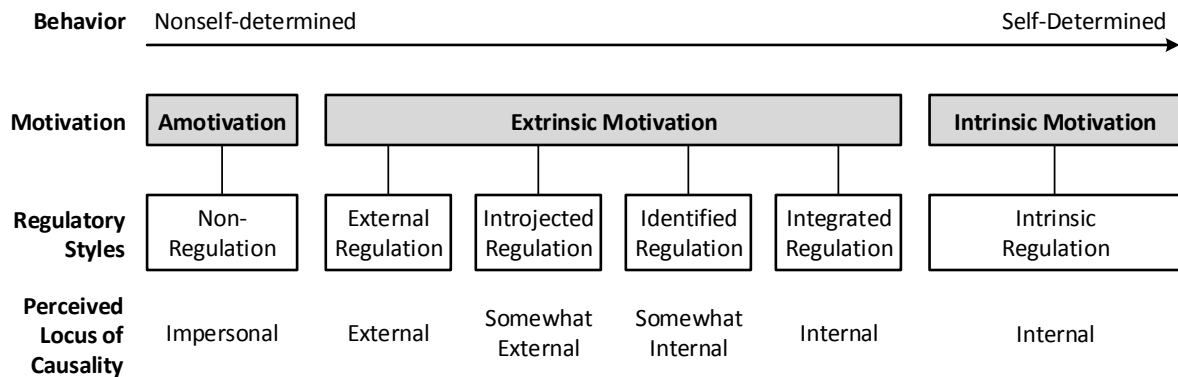 Behavior Nonself-determined Self-Determined
Motivation Amotivation Extrinsic Motivation Intrinsic Motivation
Regulatory
Styles
Non-
Regulation
External
Regulation
Introjected
Regulation
Identified
Regulation
Integrated
Regulation
Intrinsic
Regulation
Perceived
Locus of
Causality
Impersonal
External
Somewhat
External
Somewhat
Internal
Internal
Internal